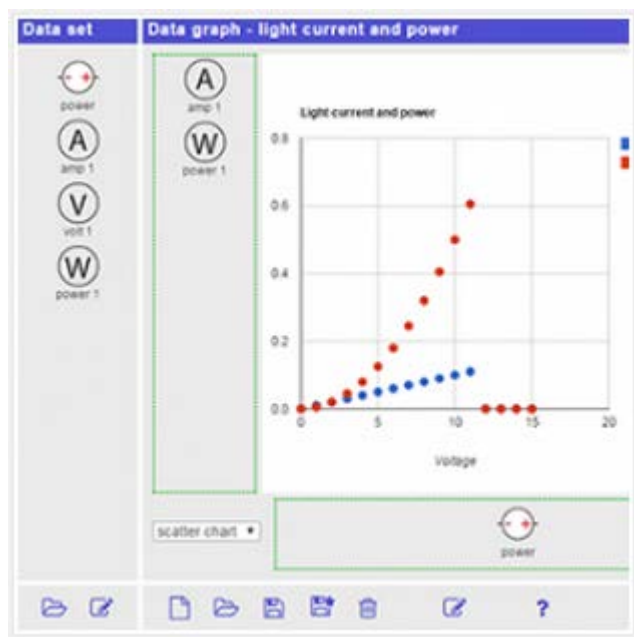 Data set
Data graph - light current and power
power
A
amp 1
V
volt 1
W
power 1
A
amp 1
W
power 1
Light current and power
0.8
0.6
0.4
0.2
0.0
0 5 10 15 20
Voltage
scatter chart
power
?